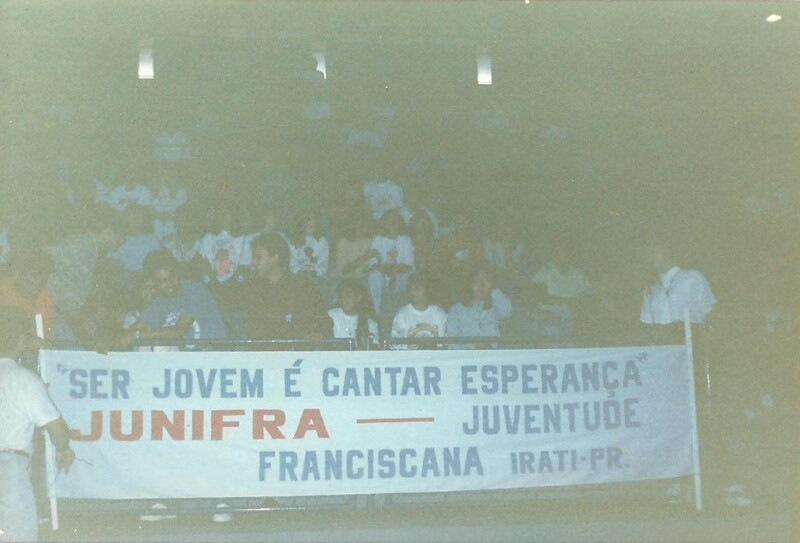 "SER JOVEM É CANTAR ESPERANÇA"
JUNIFRA — JUVENTUDE
FRANCISCANA IRATI-PR.